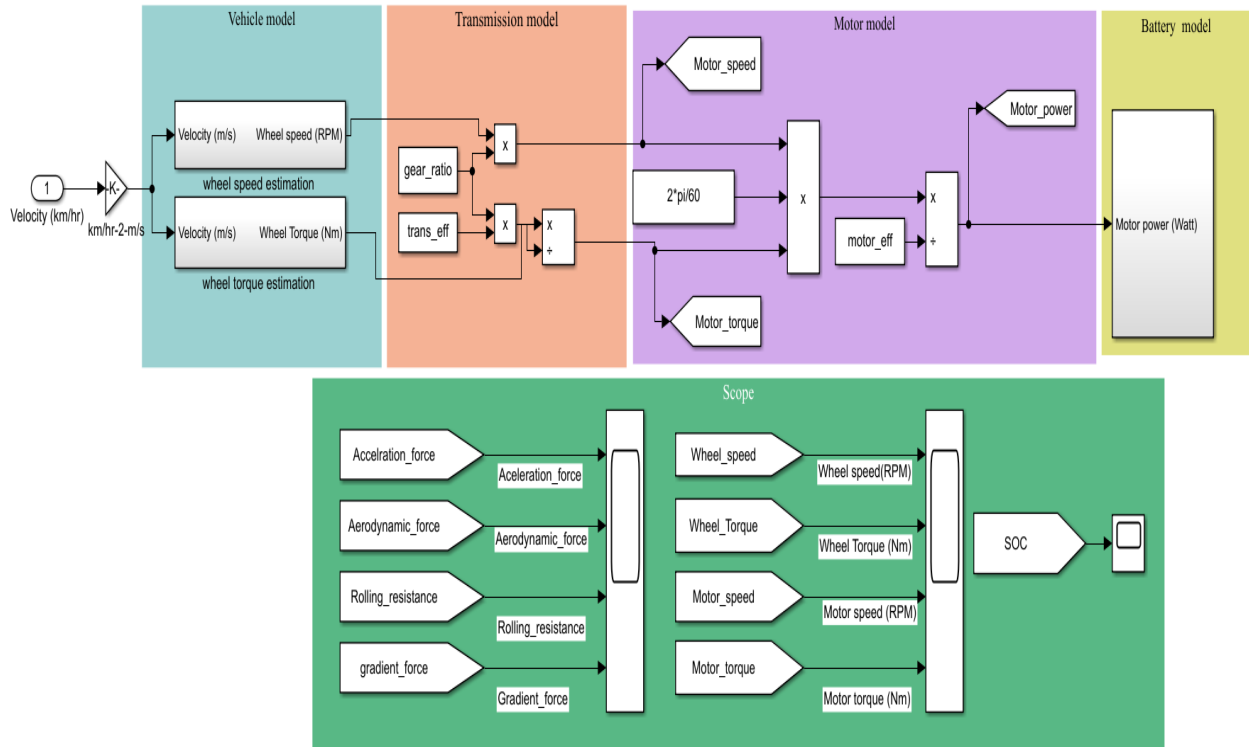 Vehicle model
Transmission model
Motor model
Battery  model
Motor_speed
Motor_power
Velocity (m/s)
Wheel speed (RPM)
x
gear_ratio
1
-K-
wheel speed estimation
2*pi/60
x
x
÷
Velocity (km/hr)
km/hr-2-m/s
Velocity (m/s)
Wheel Torque (Nm)
trans_eff
x
x
÷
motor_eff
Motor power (Watt)
wheel torque estimation
Motor_torque
Scope
Accelration_force
Aceleration_force
Wheel_speed
Wheel speed(RPM)
Aerodynamic_force
Aerodynamic_force
Wheel_Torque
Wheel Torque (Nm)
SOC
Rolling_resistance
Rolling_resistance
Motor_speed
Motor speed (RPM)
gradient_force
Gradient_force
Motor_torque
Motor torque (Nm)